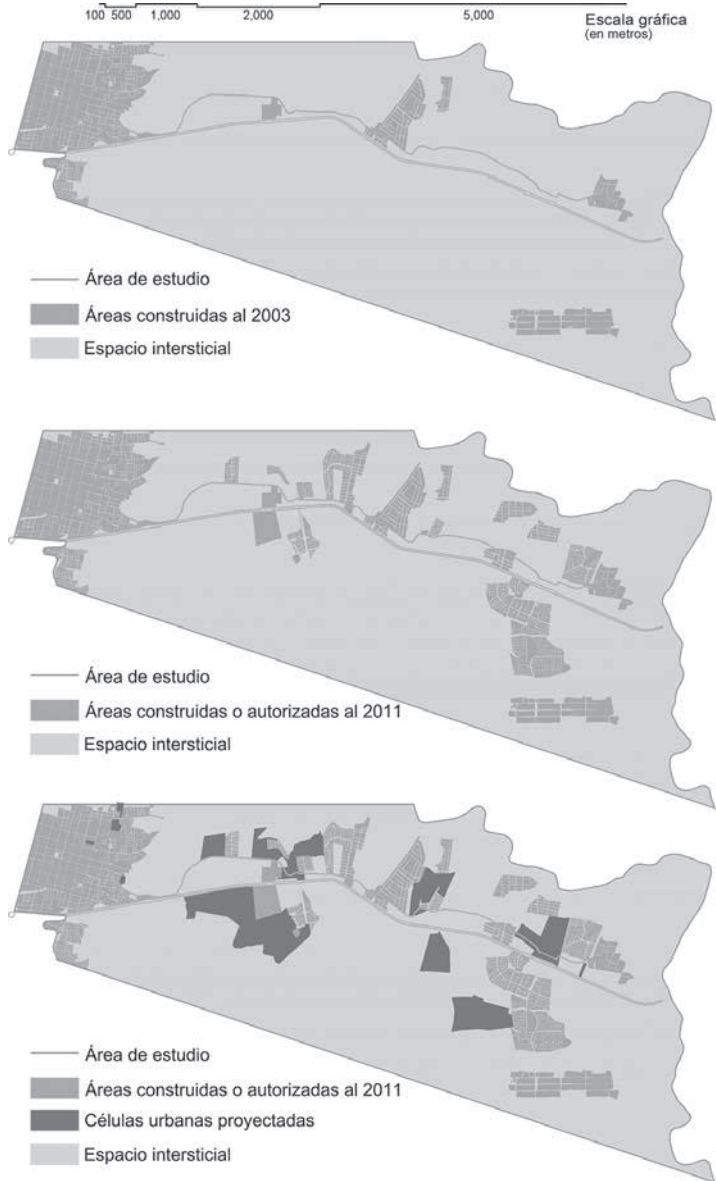 100 500 1,000 2,000 5,000 Escala gráfica
(en metros)
Área de estudio
Áreas construidas al 2003
Espacio intersticial
Área de estudio
Áreas construidas o autorizadas al 2011
Espacio intersticial
Área de estudio
Áreas construidas o autorizadas al 2011
Células urbanas proyectadas
Espacio intersticial